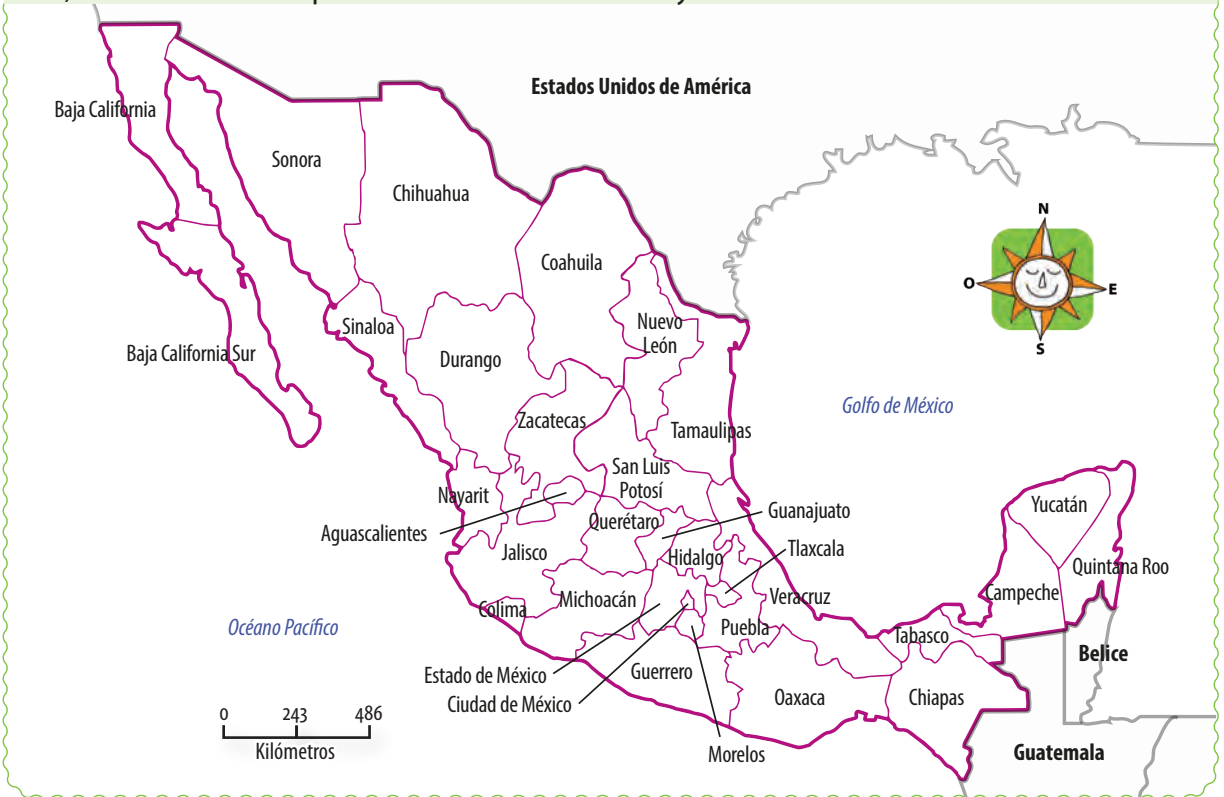 Estados Unidos de América
Baja California
Sonora
Chihuahua
Coahuila
N
O
E
S
Nuevo
León
Sinaloa
Baja California Sur
Durango
Golfo de México
Zacatecas
Tamaulipas
San Luis
Potosí
Nayarit
Yucatán
Guanajuato
Querétaro
Aguascalientes
Tlaxcala
Jalisco
Hidalgo
Quintana Roo
Campeche
Michoacán
Veracruz
Colima
Océano Pacífico
Puebla
Tabasco
Belice
Estado de México
Guerrero
Ciudad de México
Oaxaca
Chiapas
0 243 486
Kilómetros
Morelos
Guatemala